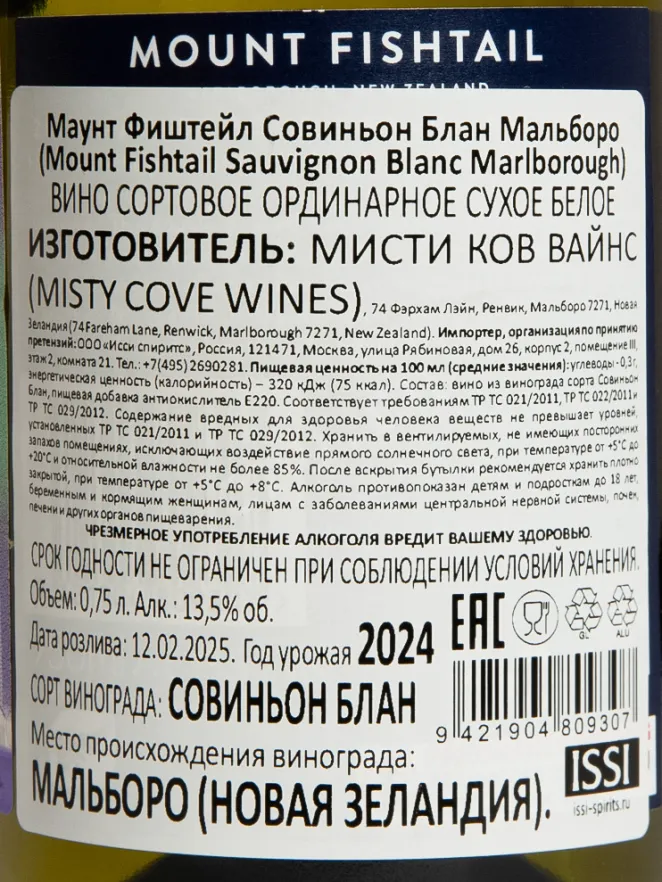 MOUNT FISHTAIL
Маунт Фиштейл Совиньон Блан Мальборо
(Mount Fishtail Sauvignon Blanc Marlborough)
ВИНО СОРТОВОЕ ОРДИНАРНОЕ СУХОЕ БЕЛОЕ
ИЗГОТОВИТЕЛЬ: МИСТИ КОВ ВАЙНС
(MISTY COVE WINES), 74 Фэрхам Лэйн, Ренвик, Мальборо 7271, Новая
Зеландия (74 Fareham Lane, Renwick, Marlborough 7271, New Zealand). Импортер, организация по принятию
претензий: ООО «Исси спиритс», Россия, 121471, Москва, улица Рябиновая, дом 26, корпус 2, помещение III,
этаж 2, комната 21. Тел.: +7(495) 2690281. Пищевая ценность на 100 мл (средние значения): углеводы - 0,3г,
энергетическая ценность (калорийность) – 320 кДж (75 ккал). Состав: вино из винограда сорта Совиньон
Блан, пищевая добавка антиокислитель Е220. Соответствует требованиям ТР ТС 021/2011, ТР ТС 022/2011 и
ТР ТС 029/2012. Содержание вредных для здоровья человека веществ не превышает уровней,
установленных ТР ТС 021/2011 и ТР ТС 029/2012. Хранить в вентилируемых, не имеющих посторонних
запахов помещениях, исключающих воздействие прямого солнечного света, при температуре от +5°C до
+20°C и относительной влажности не более 85%. После вскрытия бутылки рекомендуется хранить плотно
закрытой, при температуре от +5°C до +8°C. Алкоголь противопоказан детям и подросткам до 18 лет,
беременным и кормящим женщинам, лицам с заболеваниями центральной нервной системы, почек,
печени и других органов пищеварения.
ЧРЕЗМЕРНОЕ УПОТРЕБЛЕНИЕ АЛКОГОЛЯ ВРЕДИТ ВАШЕМУ ЗДОРОВЬЮ.
СРОК ГОДНОСТИ НЕ ОГРАНИЧЕН ПРИ СОБЛЮДЕНИИ УСЛОВИЙ ХРАНЕНИЯ.
Объем: 0,75 л. Алк.: 13,5% об.
EAC
GL
ALU
Дата розлива: 12.02.2025. Год урожая 2024
СОРТ ВИНОГРАДА: СОВИНЬОН БЛАН
9 421904 809307
Место происхождения винограда:
МАЛЬБОРО (НОВАЯ ЗЕЛАНДИЯ).
ISSI
issi-spirits.ru